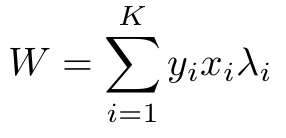 W = \sum_{i=1}^{K} y_i x_i \lambda_i